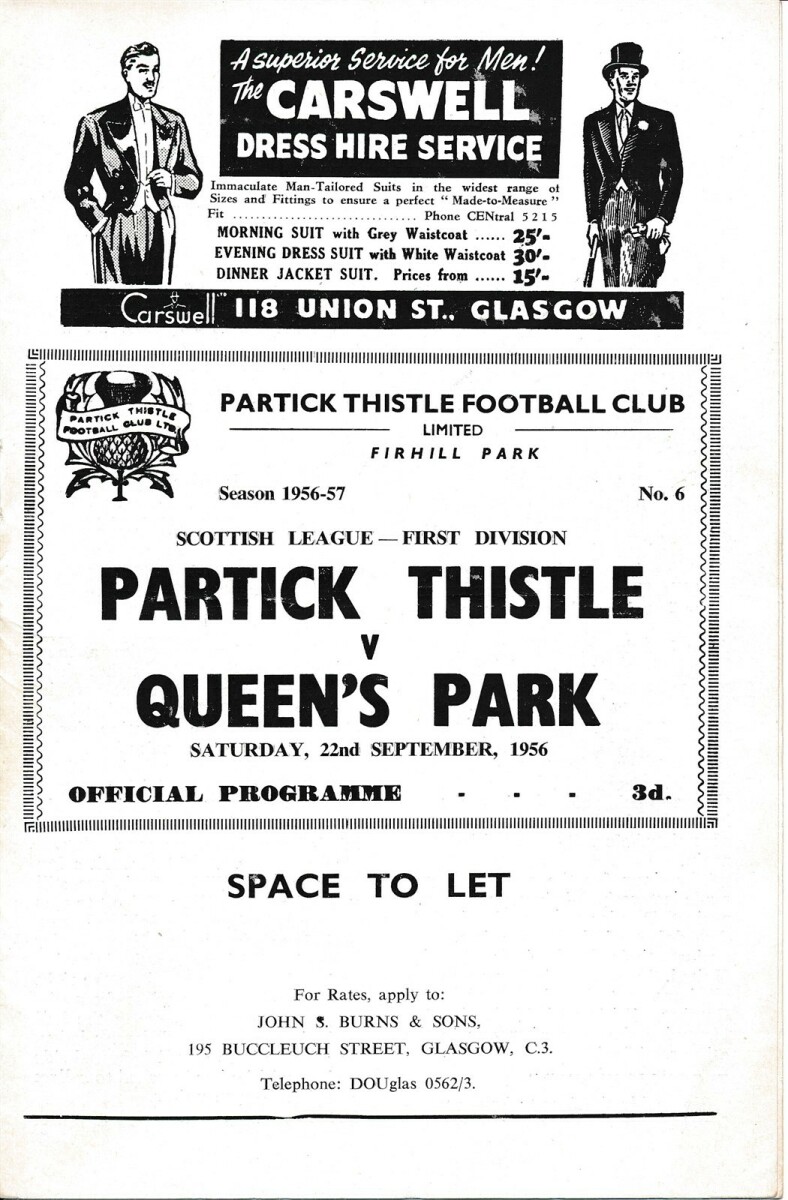 A superior Service for Men!
The CARSWELL
DRESS HIRE SERVICE
Immaculate Man-Tailored Suits in the widest range of
Sizes and Fittings to ensure a perfect "Made-to-Measure"
Fit ................................ Phone CENtral 5215
MORNING SUIT with Grey Waistcoat ...... 25'-
EVENING DRESS SUIT with White Waistcoat 30'-
DINNER JACKET SUIT. Prices from ...... 15'-
Carswell 118 UNION ST., GLASGOW
PARTICK THISTLE
FOOTBALL CLUB LTD.
PARTICK THISTLE FOOTBALL CLUB
LIMITED
FIRHILL PARK
Season 1956-57 No. 6
SCOTTISH LEAGUE — FIRST DIVISION
PARTICK THISTLE
V
QUEEN'S PARK
SATURDAY, 22nd SEPTEMBER, 1956
OFFICIAL PROGRAMME - - - 3d.
SPACE TO LET
For Rates, apply to:
JOHN S. BURNS & SONS,
195 BUCCLEUCH STREET, GLASGOW, C.3.
Telephone: DOUglas 0562/3.